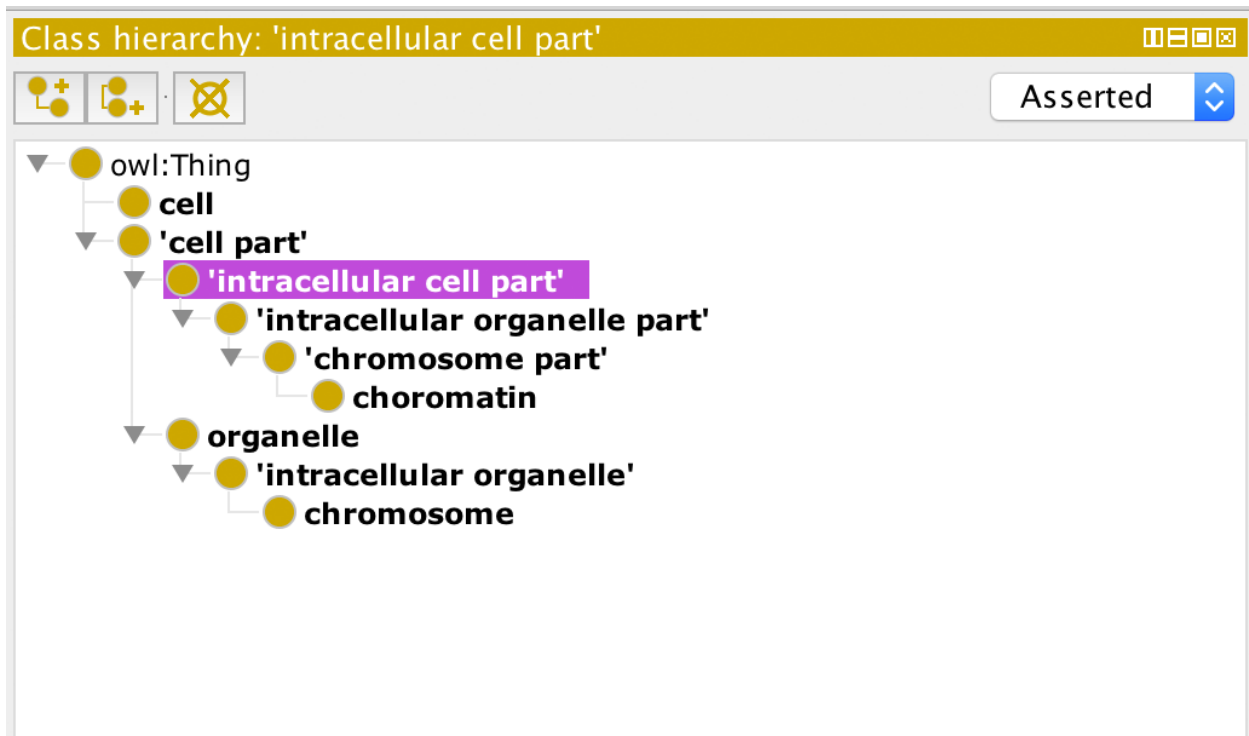 Class hierarchy: 'intracellular cell part'
Asserted
owl:Thing
cell
'cell part'
'intracellular cell part'
'intracellular organelle part'
'chromosome part'
choromatin
organelle
'intracellular organelle'
chromosome